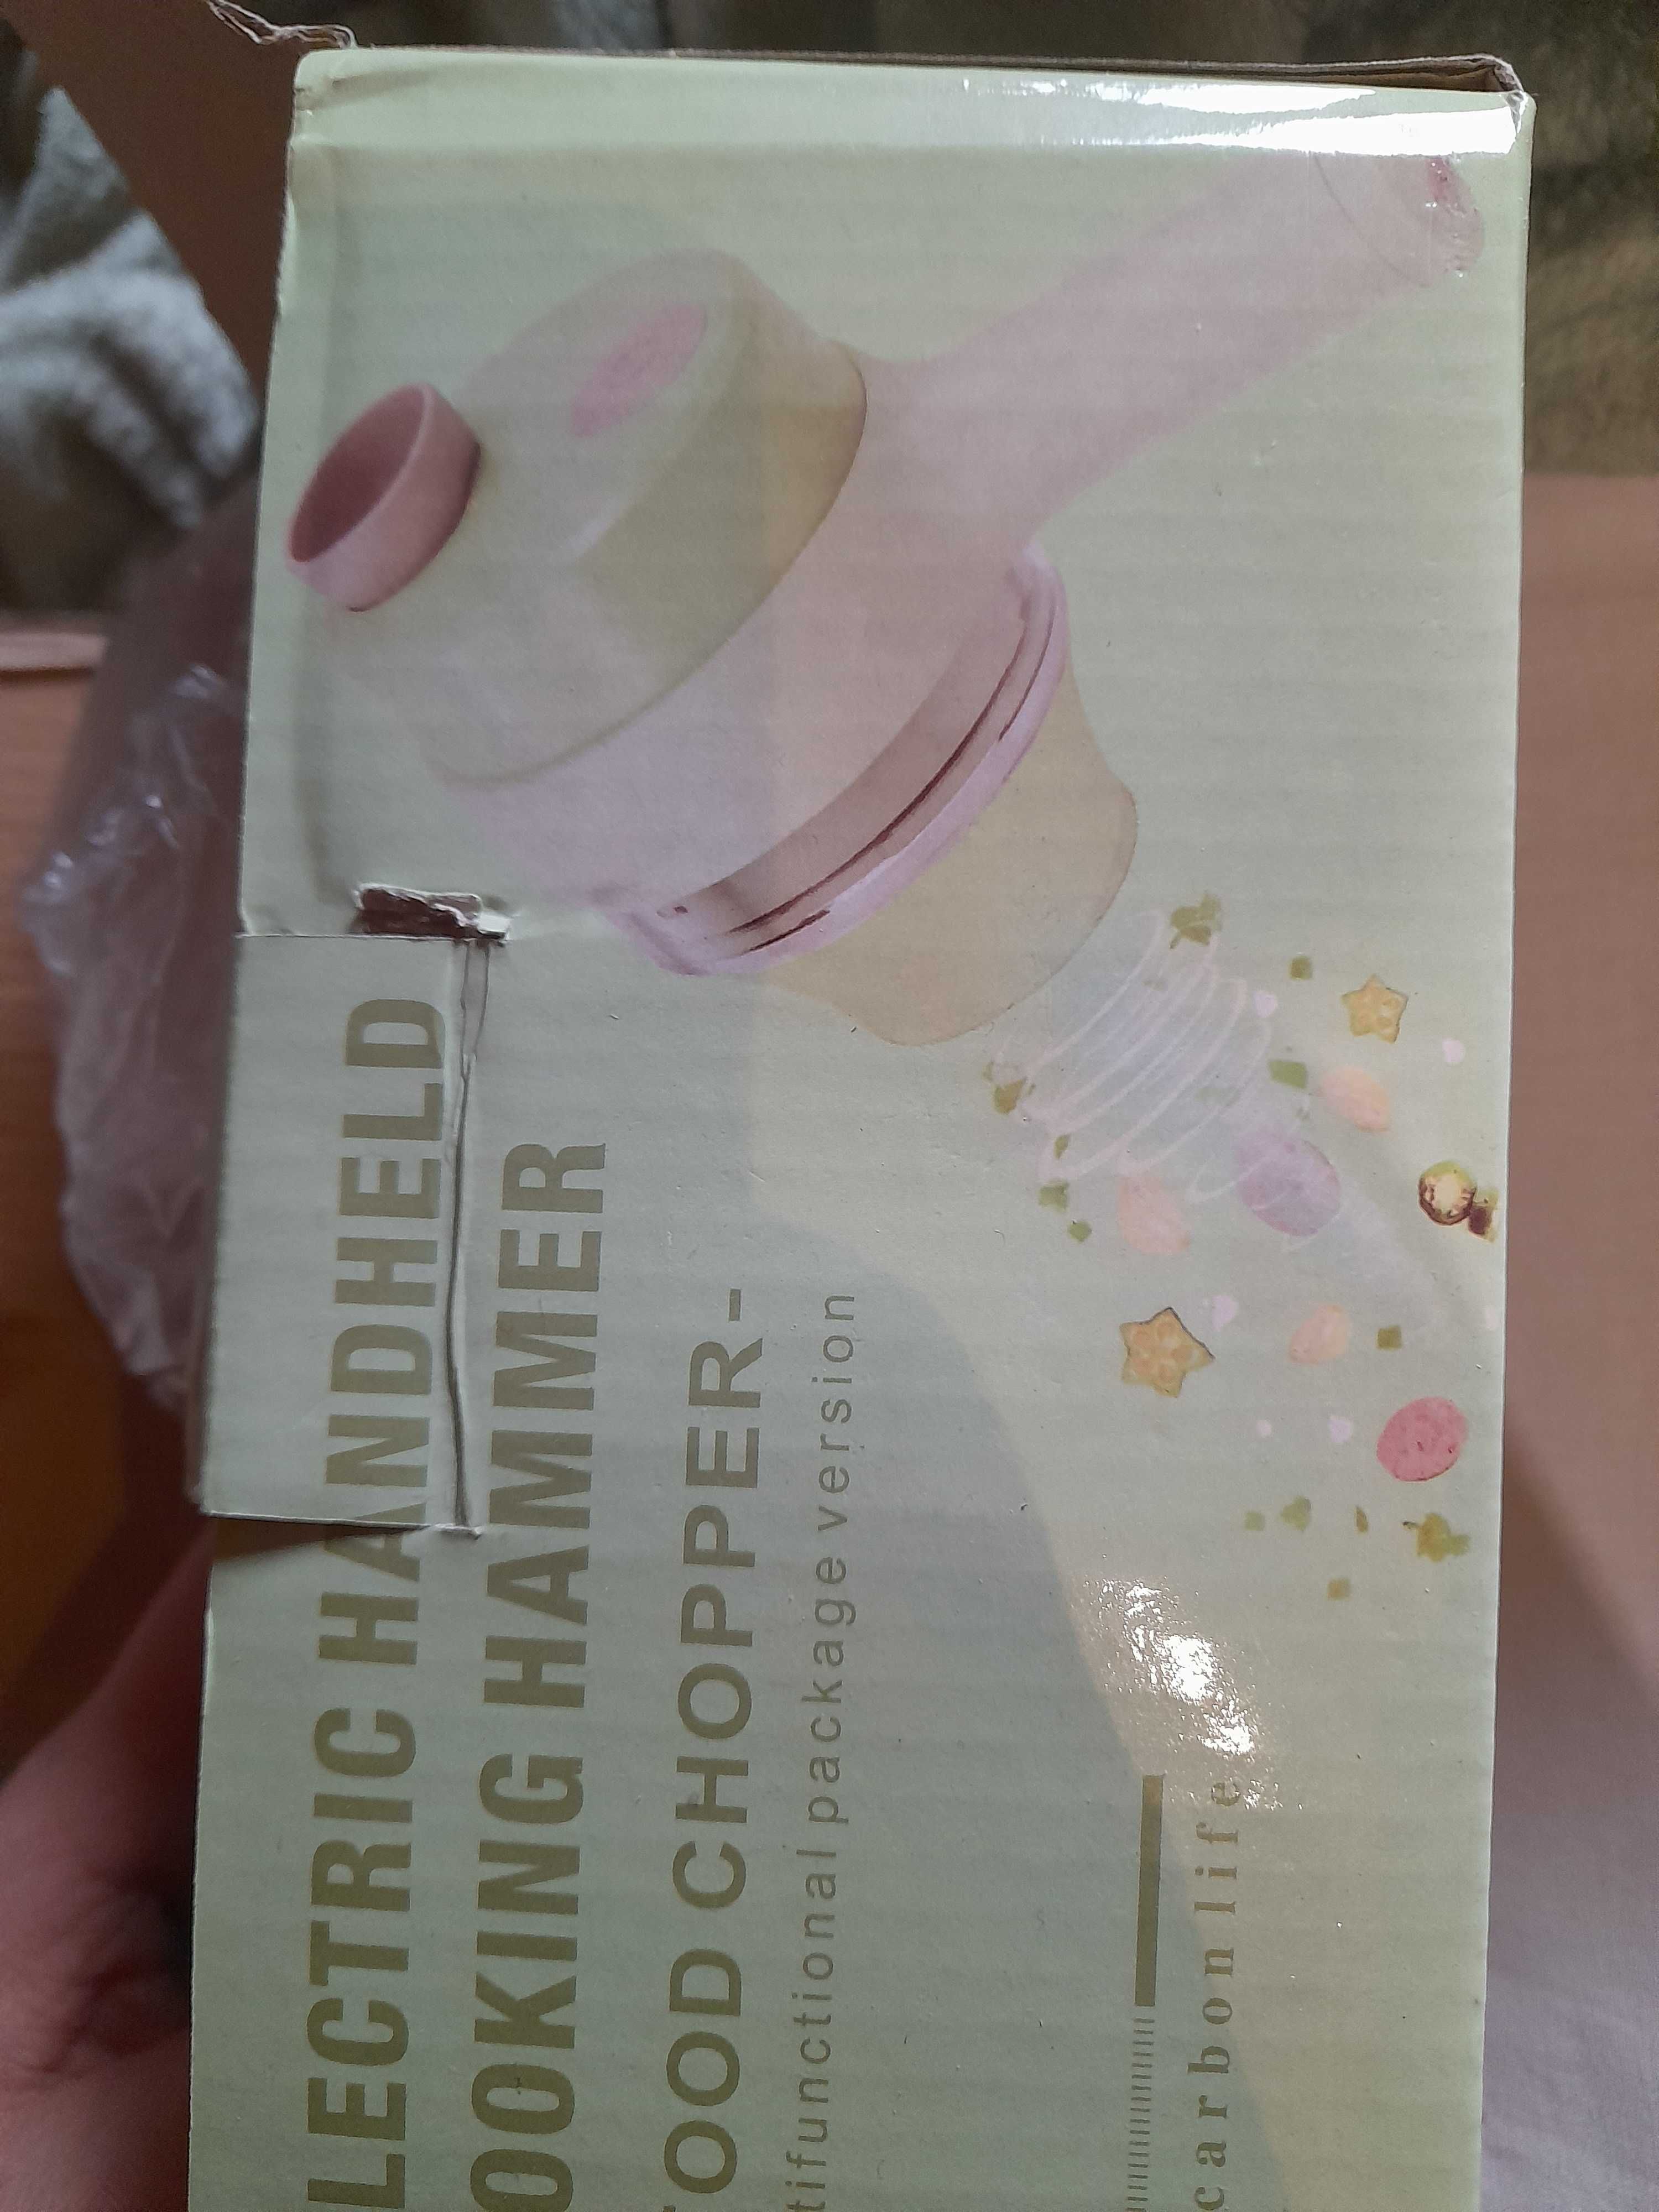 LECTRIC HANDHELD
OOKING HAMMER
OOD CHOPPER-
tifunctional package version
carbon life